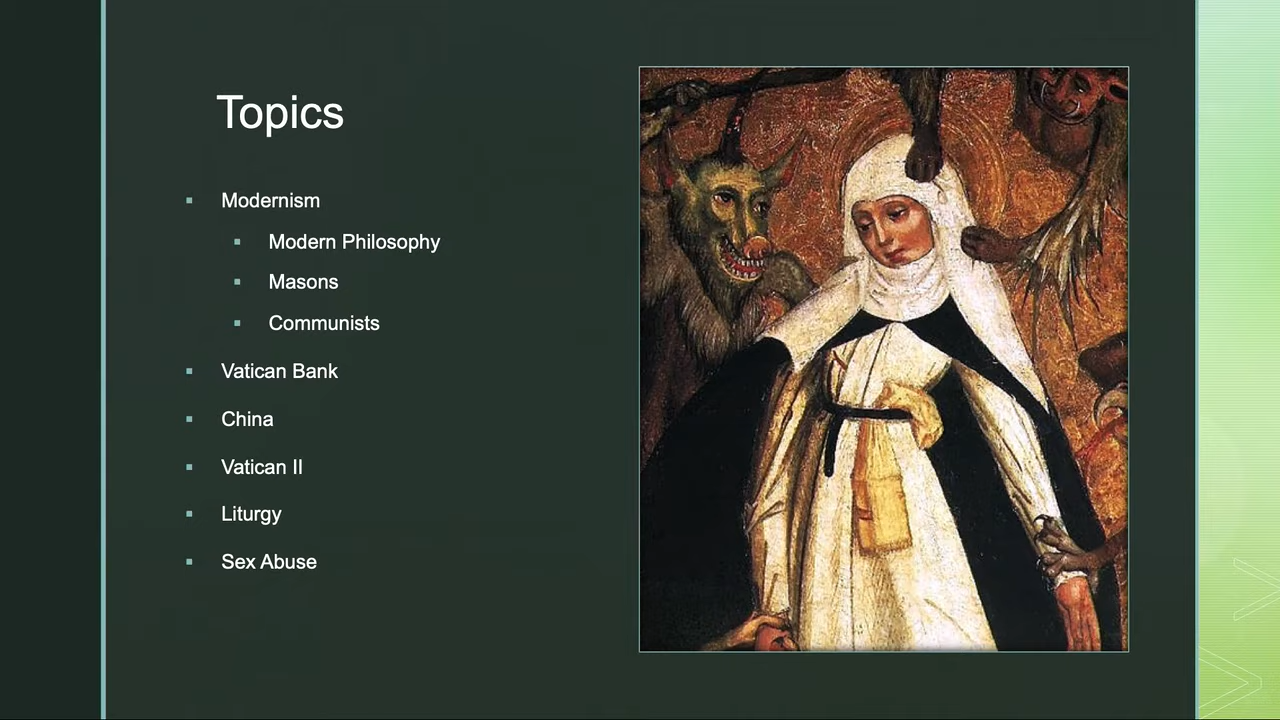 Topics
Modernism
Modern Philosophy
Masons
Communists
Vatican Bank
China
Vatican II
Liturgy
Sex Abuse